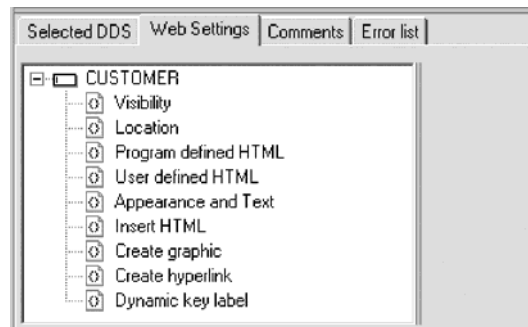 Selected DDS Web Settings Comments Error list
CUSTOMER
Visibility
Location
Program defined HTML
User defined HTML
Appearance and Text
Insert HTML
Create graphic
Create hyperlink
Dynamic key label